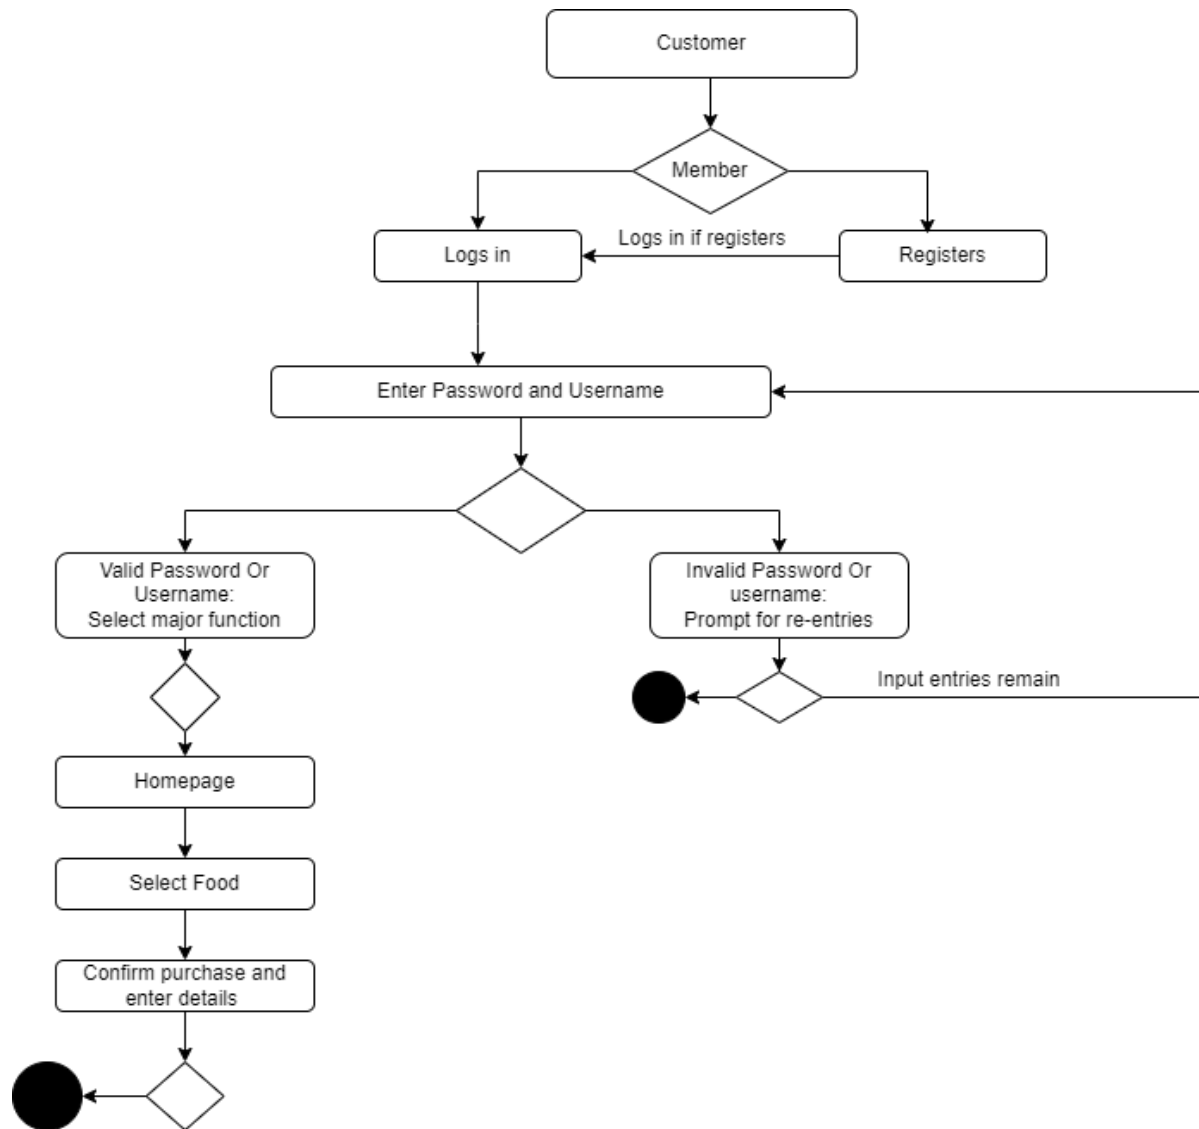 Customer
Member
Logs in if registers
Logs in
Registers
Enter Password and Username
Valid Password Or
Username:
Select major function
Invalid Password Or
username:
Prompt for re-entries
Input entries remain
Homepage
Select Food
Confirm purchase and
enter details